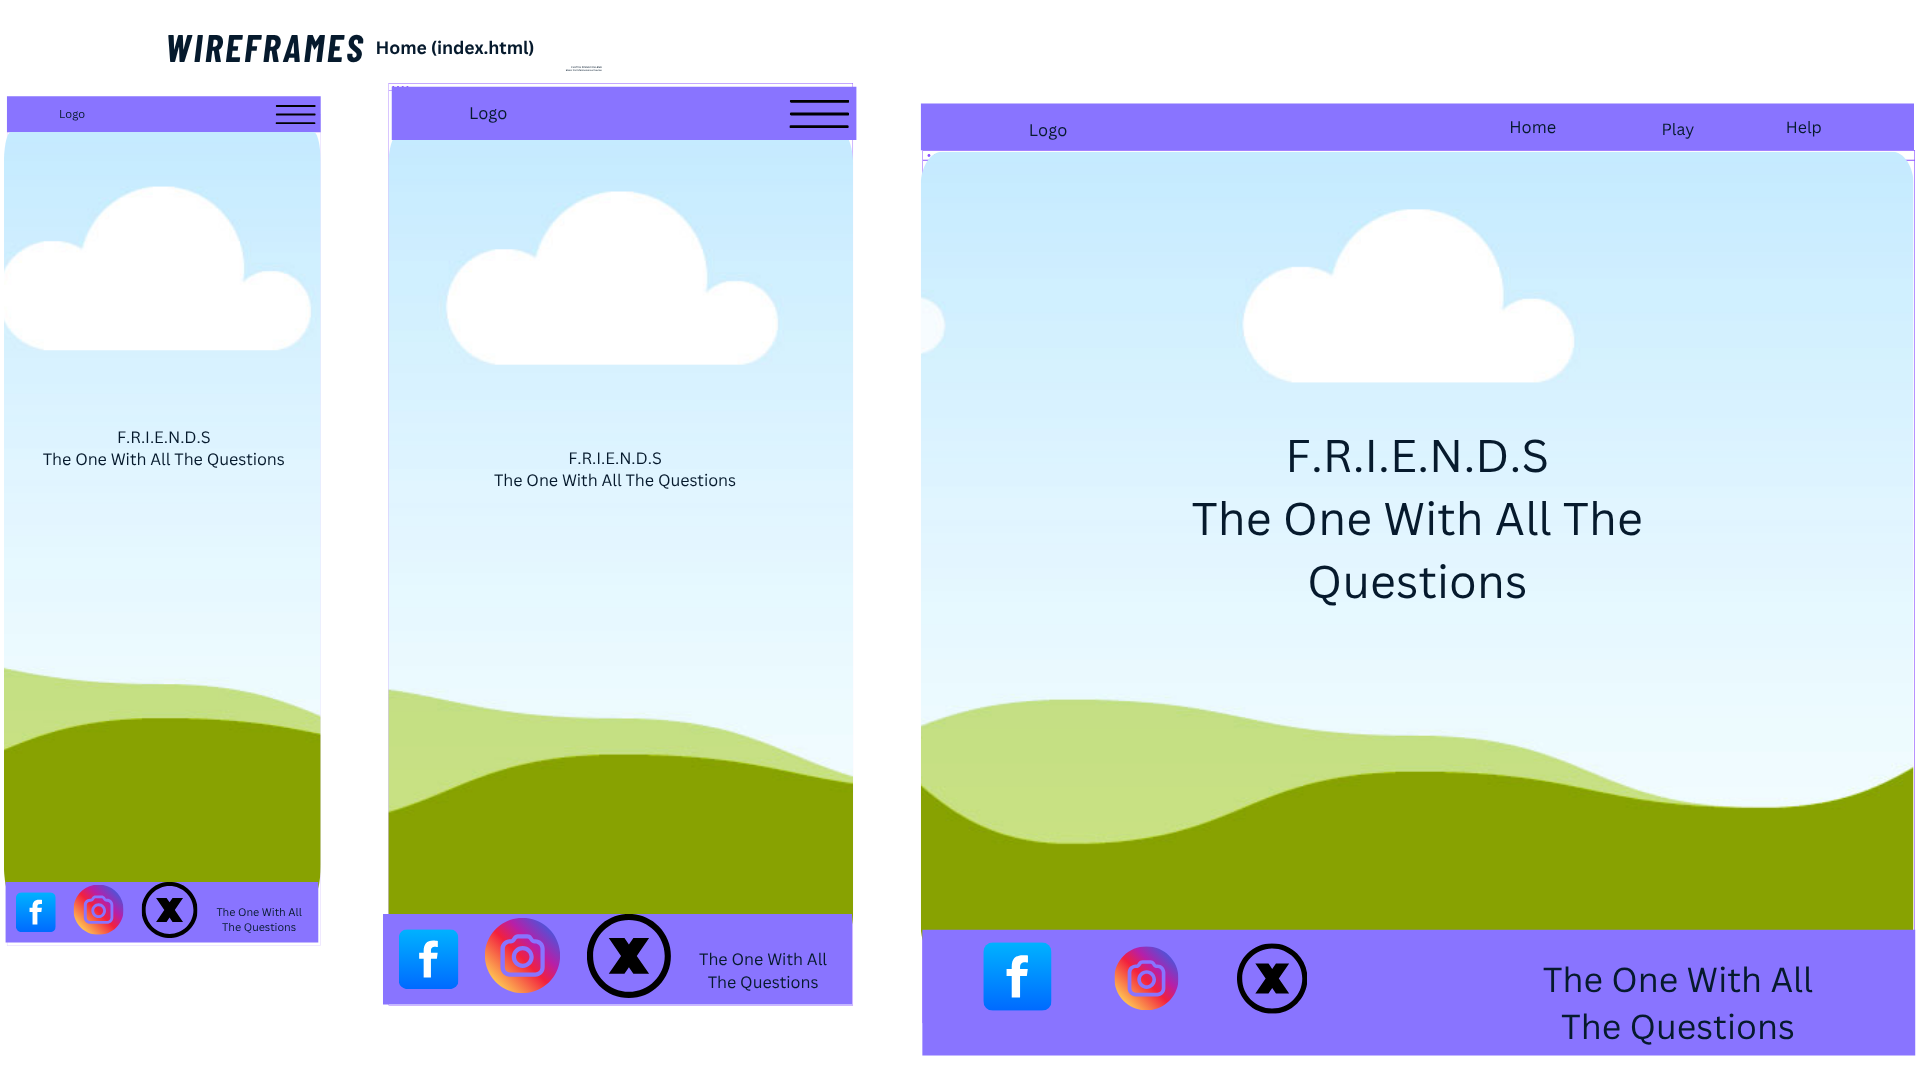 WIREFRAMES Home (index.html)
Logo
F.R.I.E.N.D.S
The One With All The Questions
The One With All
The Questions
Logo
F.R.I.E.N.D.S
The One With All The Questions
The One With All
The Questions
Logo Home Play Help
F.R.I.E.N.D.S
The One With All The
Questions
The One With All
The Questions